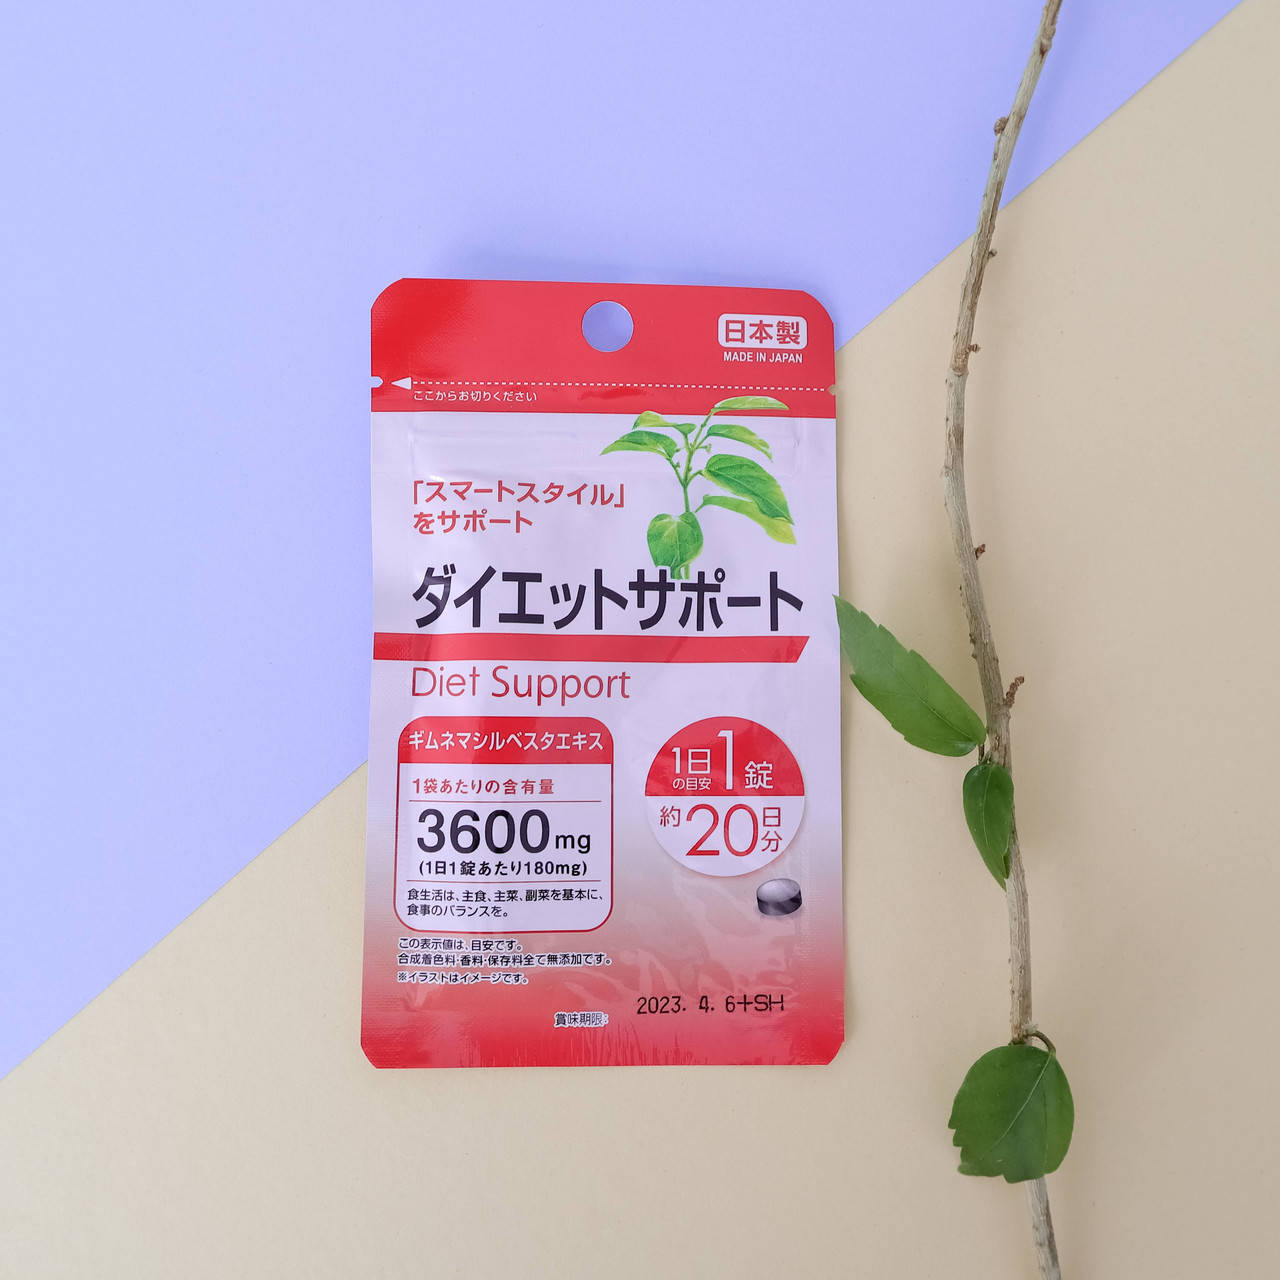 日本製
MADE IN JAPAN
ここからお切りください
「スマートスタイル」
をサポート
ダイエットサポート
Diet Support
ギムネマシルベスタエキス
1袋あたりの含有量
3600mg
(1日1錠あたり180mg)
食生活は、主食、主菜、副菜を基本に、
食事のバランスを。
1日の目安1錠
約20日分
この表示値は、目安です。
合成着色料・香料・保存料全て無添加です。
※イラストはイメージです。
賞味期限: 2023. 4. 6+SH